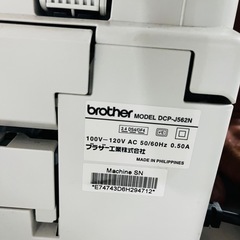 brother MODEL DCP-J562N
100V－120V AC 50/60Hz 0.50A
ブラザー工業株式会社
MADE IN PHILIPPINES
Machine SN
*E74743D6H294712*